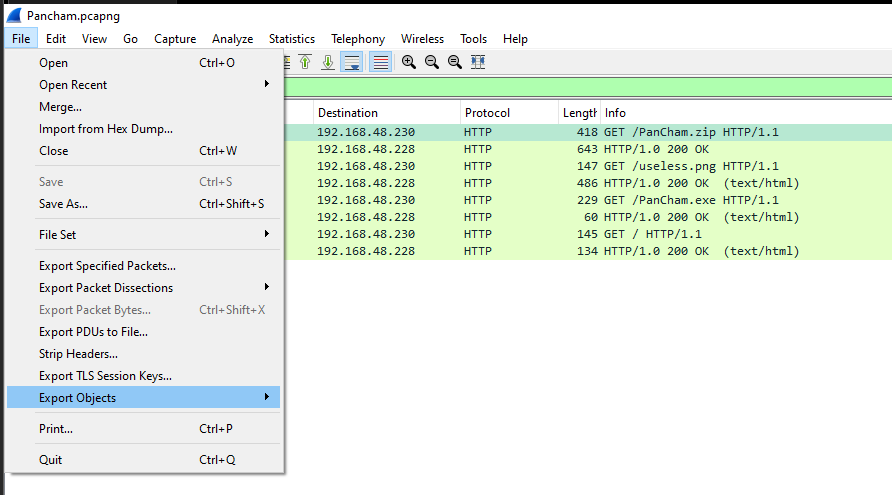 Pancham.pcapng
File Edit View Go Capture Analyze Statistics Telephony Wireless Tools Help
Open Ctrl+O
Open Recent
Merge...
Import from Hex Dump...
Close Ctrl+W
Save Ctrl+S
Save As... Ctrl+Shift+S
File Set
Export Specified Packets...
Export Packet Dissections
Export Packet Bytes... Ctrl+Shift+X
Export PDUs to File...
Strip Headers...
Export TLS Session Keys...
Export Objects
Print... Ctrl+P
Quit Ctrl+Q
Destination Protocol Length Info
192.168.48.230 HTTP 418 GET /PanCham.zip HTTP/1.1
192.168.48.228 HTTP 643 HTTP/1.0 200 OK
192.168.48.230 HTTP 147 GET /useless.png HTTP/1.1
192.168.48.228 HTTP 486 HTTP/1.0 200 OK (text/html)
192.168.48.230 HTTP 229 GET /PanCham.exe HTTP/1.1
192.168.48.228 HTTP 60 HTTP/1.0 200 OK (text/html)
192.168.48.230 HTTP 145 GET / HTTP/1.1
192.168.48.228 HTTP 134 HTTP/1.0 200 OK (text/html)